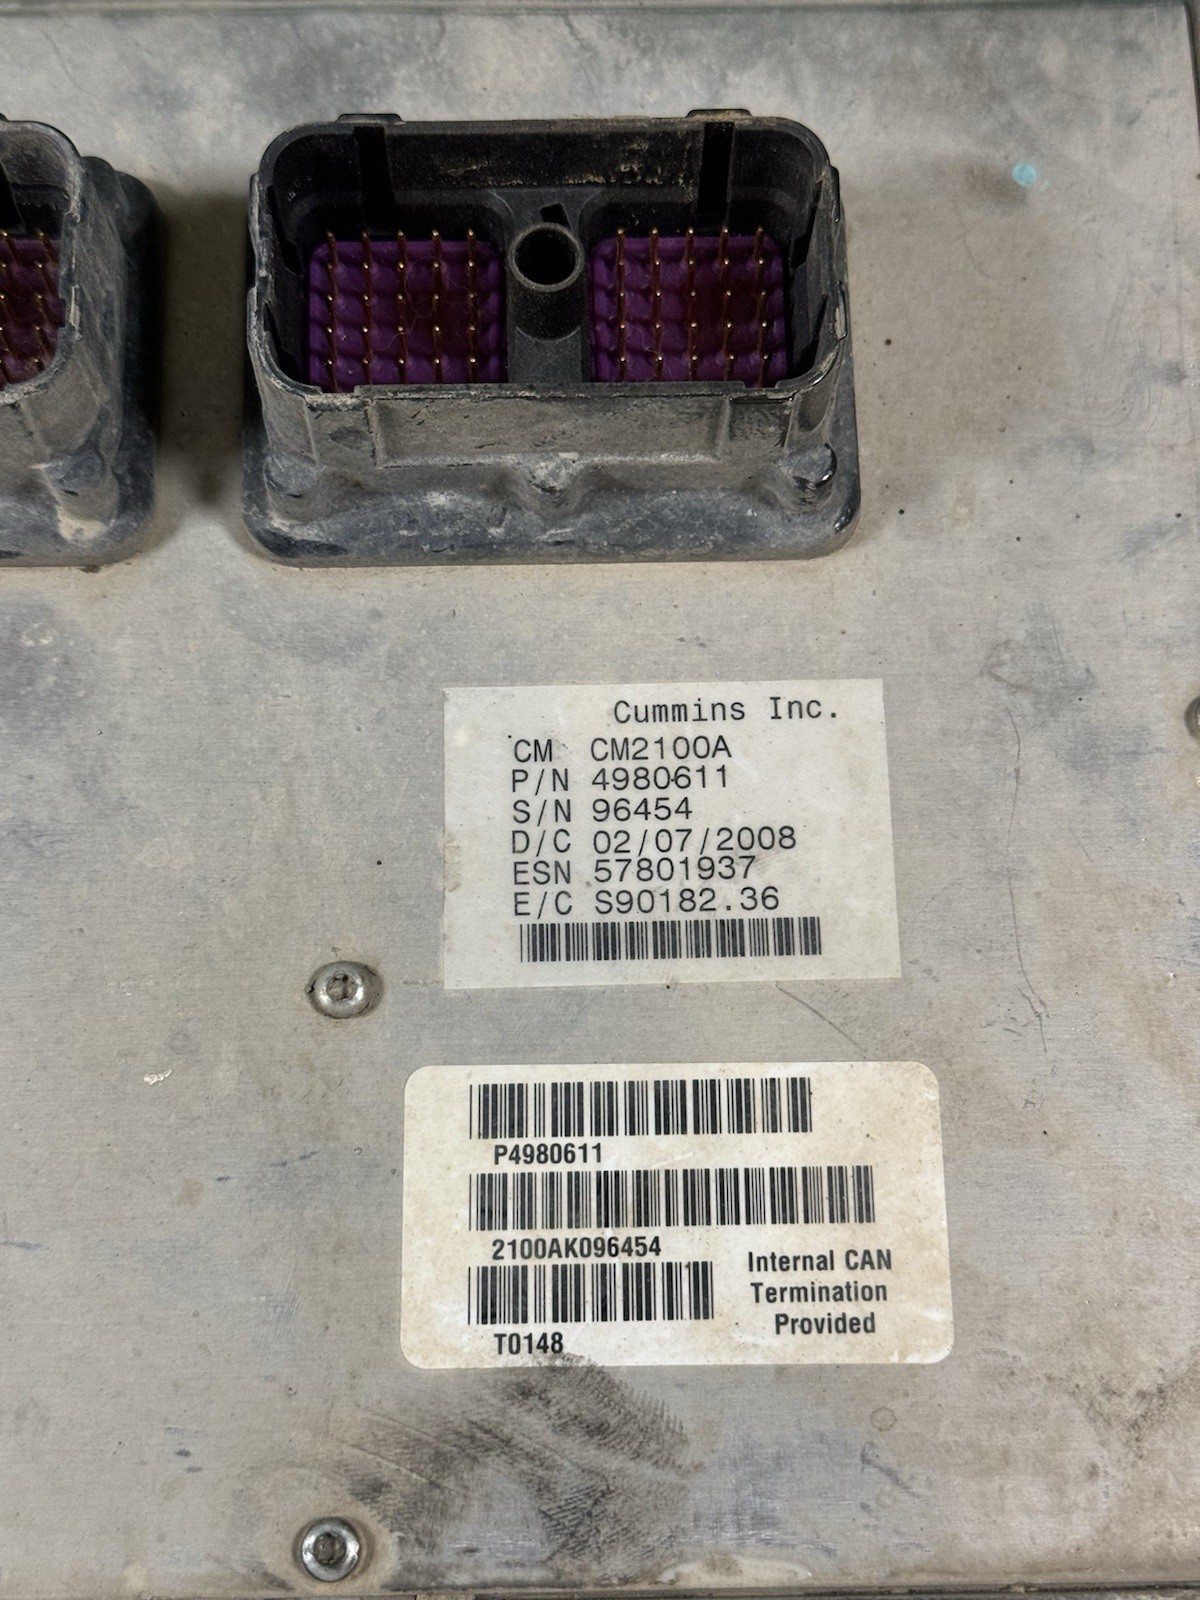 Cummins Inc.
CM CM2100A
P/N 4980611
S/N 96454
D/C 02/07/2008
ESN 57801937
E/C S90182.36
P4980611
2100AK096454
Internal CAN
Termination
Provided
T0148